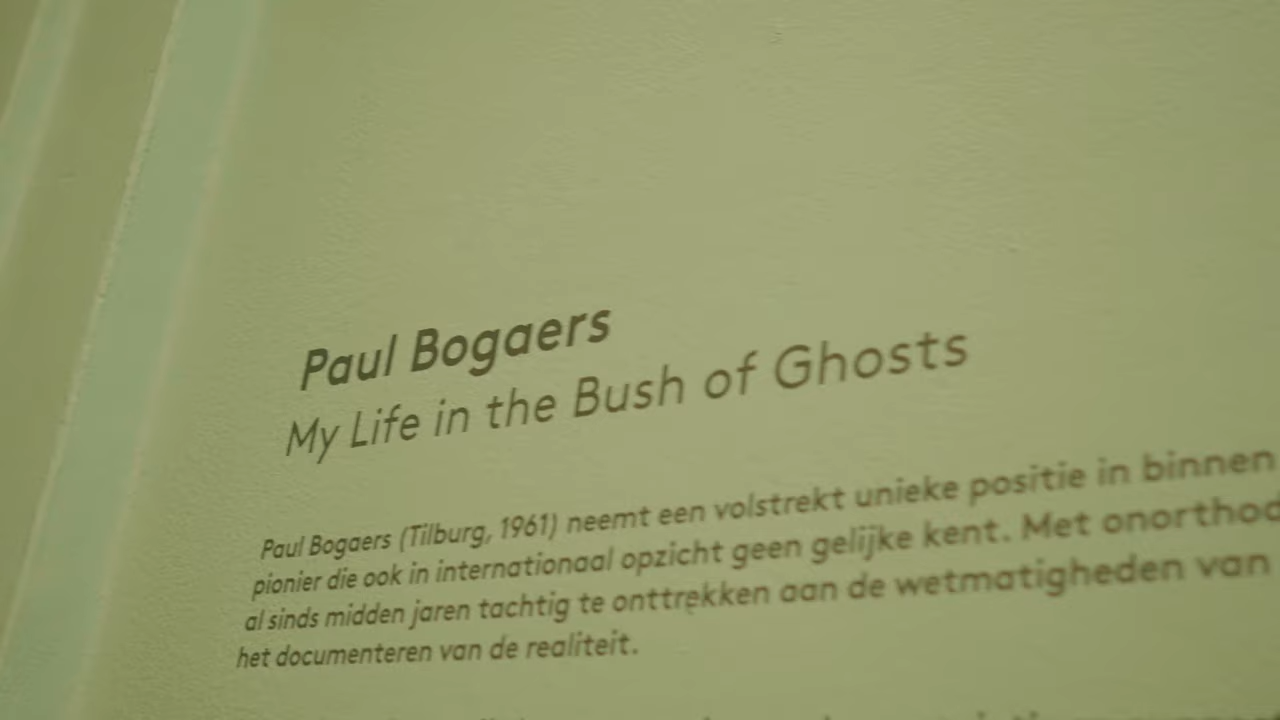 Paul Bogaers
My Life in the Bush of Ghosts
Paul Bogaers (Tilburg, 1961) neemt een volstrekt unieke positie in binnen
pionier die ook in internationaal opzicht geen gelijke kent. Met onorthod
al sinds midden jaren tachtig te onttrekken aan de wetmatigheden van
het documenteren van de realiteit.